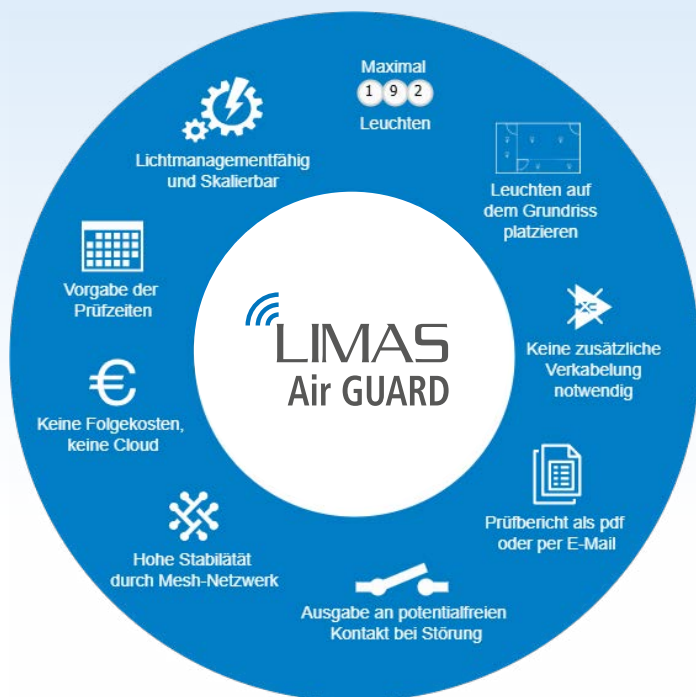 Maximal
1 9 2
Leuchten
Leuchten auf
dem Grundriss
platzieren
Keine zusätzliche
Verkabelung
notwendig
Prüfbericht als pdf
oder per E-Mail
Ausgabe an potentialfreien
Kontakt bei Störung
Hohe Stabilätät
durch Mesh-Netzwerk
€
Keine Folgekosten,
keine Cloud
Vorgabe der
Prüfzeiten
Lichtmanagementfähig
und Skalierbar
LIMAS
Air GUARD